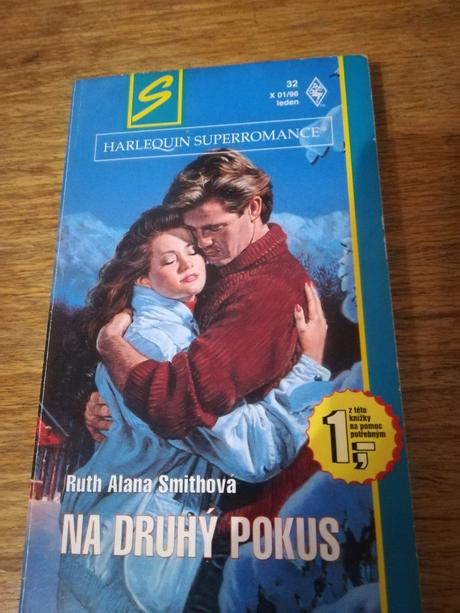 S
32
X 01/96
leden
HARLEQUIN SUPERROMANCE
1,-
z této
knížky
na pomoc
potřebným
Ruth Alana Smithová
NA DRUHÝ POKUS